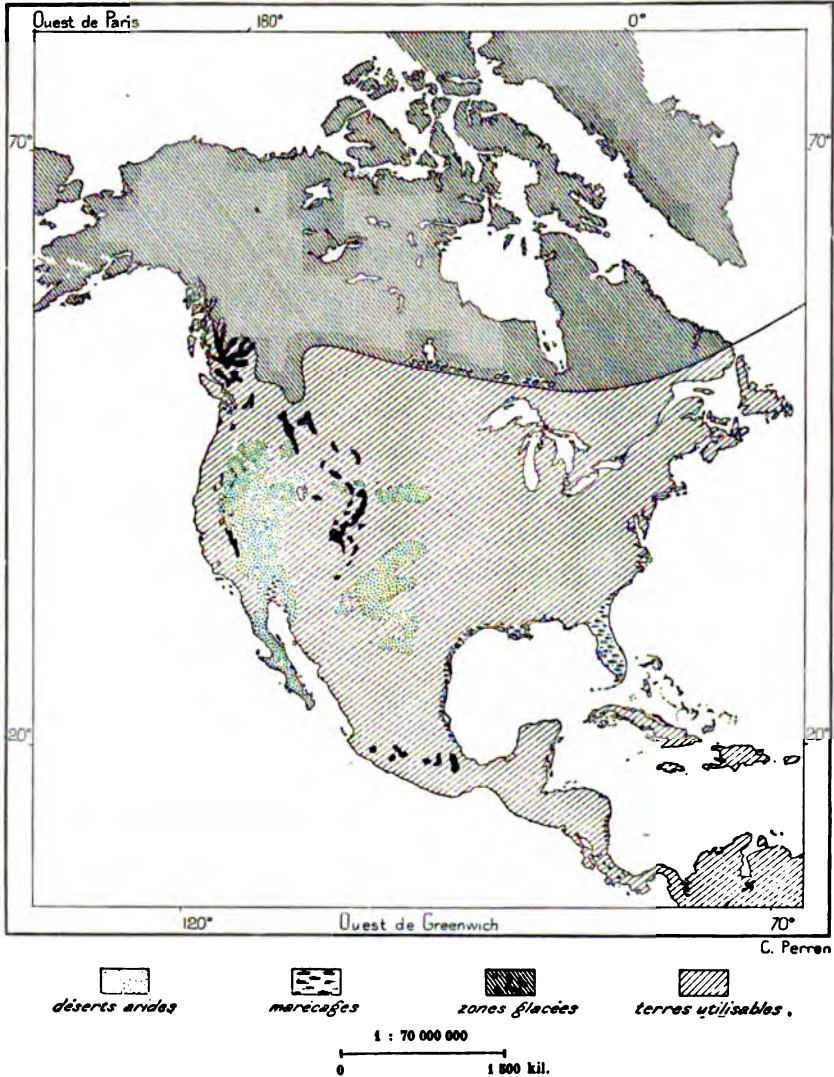 Ouest de Paris 180° 0°
70° 70°
20° 20°
120° Ouest de Greenwich 70°
C. Perron
déserts arides marécages zones glacées terres utilisables.
1 : 70 000 000
0 1 500 kil.